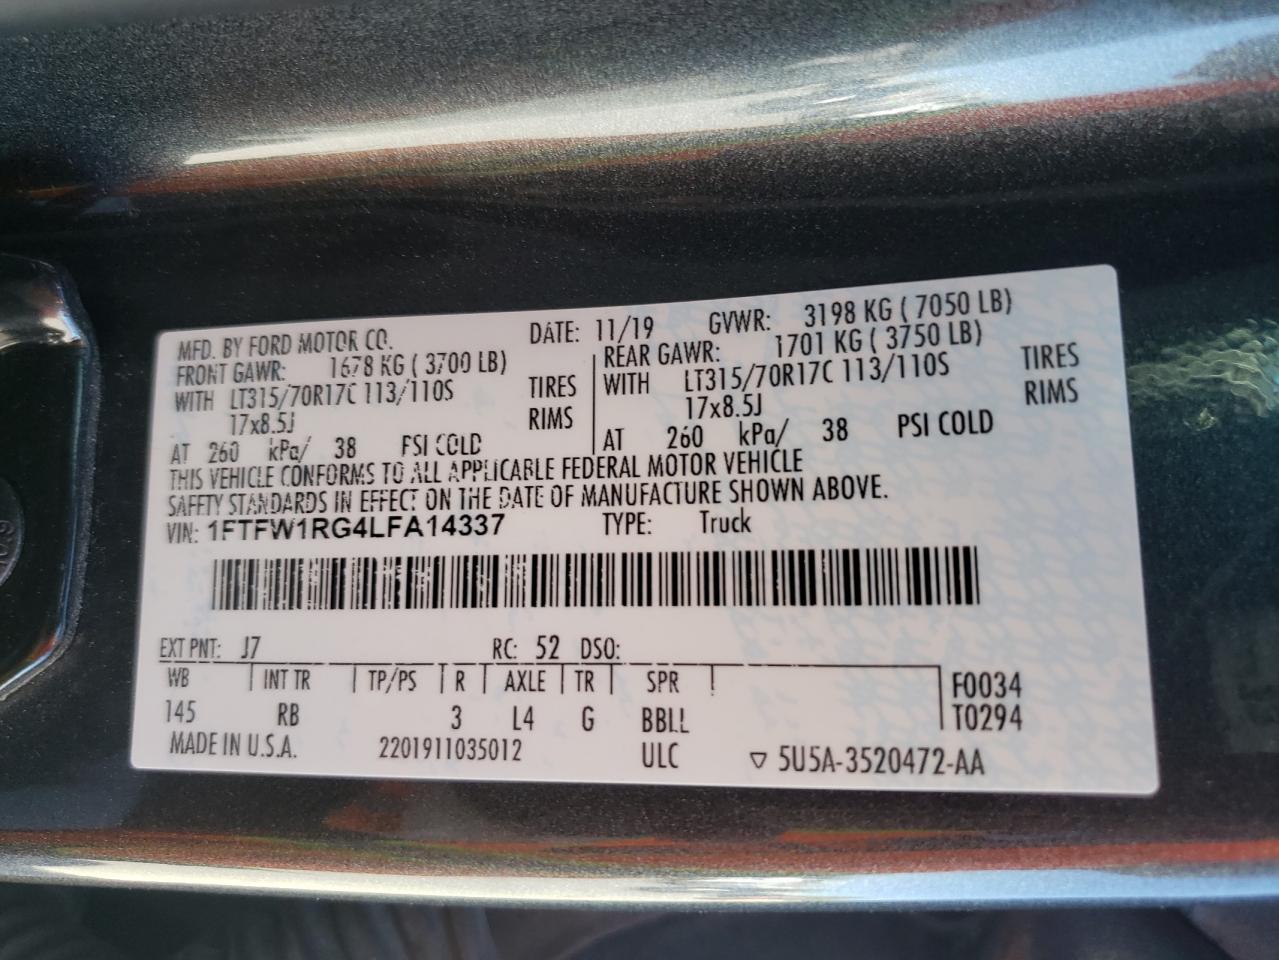 MFD. BY FORD MOTOR CO. DATE: 11/19 GVWR: 3198 KG ( 7050 LB)
FRONT GAWR: 1678 KG ( 3700 LB) REAR GAWR: 1701 KG ( 3750 LB)
WITH LT315/70R17C 113/110S TIRES WITH LT315/70R17C 113/110S TIRES
17x8.5J RIMS 17x8.5J RIMS
AT 260 kPa/ 38 PSI COLD AT 260 kPa/ 38 PSI COLD
THIS VEHICLE CONFORMS TO ALL APPLICABLE FEDERAL MOTOR VEHICLE
SAFETY STANDARDS IN EFFECT ON THE DATE OF MANUFACTURE SHOWN ABOVE.
VIN: 1FTFW1RG4LFA14337 TYPE: Truck
EXT PNT: J7 RC: 52 DSO:
WB INT TR TP/PS R AXLE TR SPR F0034
145 RB 3 L4 G BBLL T0294
MADE IN U.S.A. 2201911035012 ULC ▽ 5U5A-3520472-AA